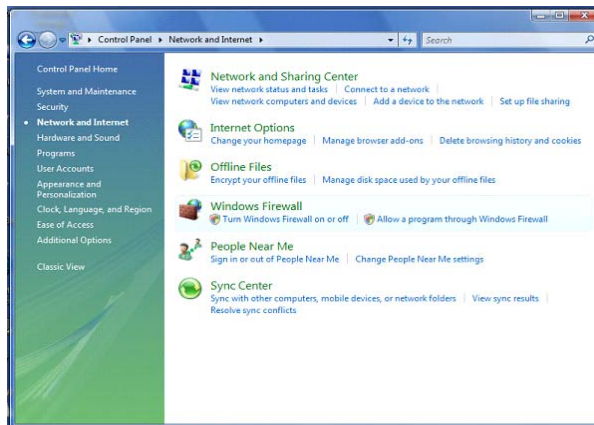 Control Panel Network and Internet Search
Control Panel Home
System and Maintenance
Security
Network and Internet
Hardware and Sound
Programs
User Accounts
Appearance and
Personalization
Clock, Language, and Region
Ease of Access
Additional Options
Classic View
Network and Sharing Center
View network status and tasks Connect to a network
View network computers and devices Add a device to the network Set up file sharing
Internet Options
Change your homepage Manage browser add-ons Delete browsing history and cookies
Offline Files
Encrypt your offline files Manage disk space used by your offline files
Windows Firewall
Turn Windows Firewall on or off Allow a program through Windows Firewall
People Near Me
Sign in or out of People Near Me Change People Near Me settings
Sync Center
Sync with other computers, mobile devices, or network folders View sync results
Resolve sync conflicts